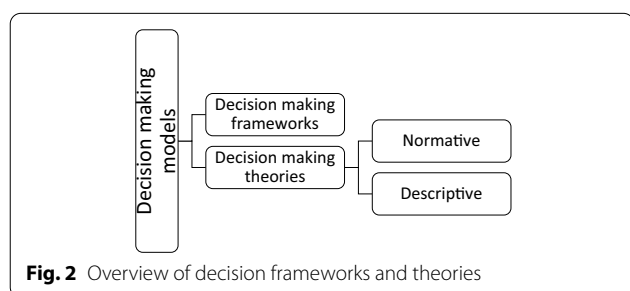 Decision making
models
Decision making
frameworks
Decision making
theories
Normative
Descriptive
Fig. 2 Overview of decision frameworks and theories